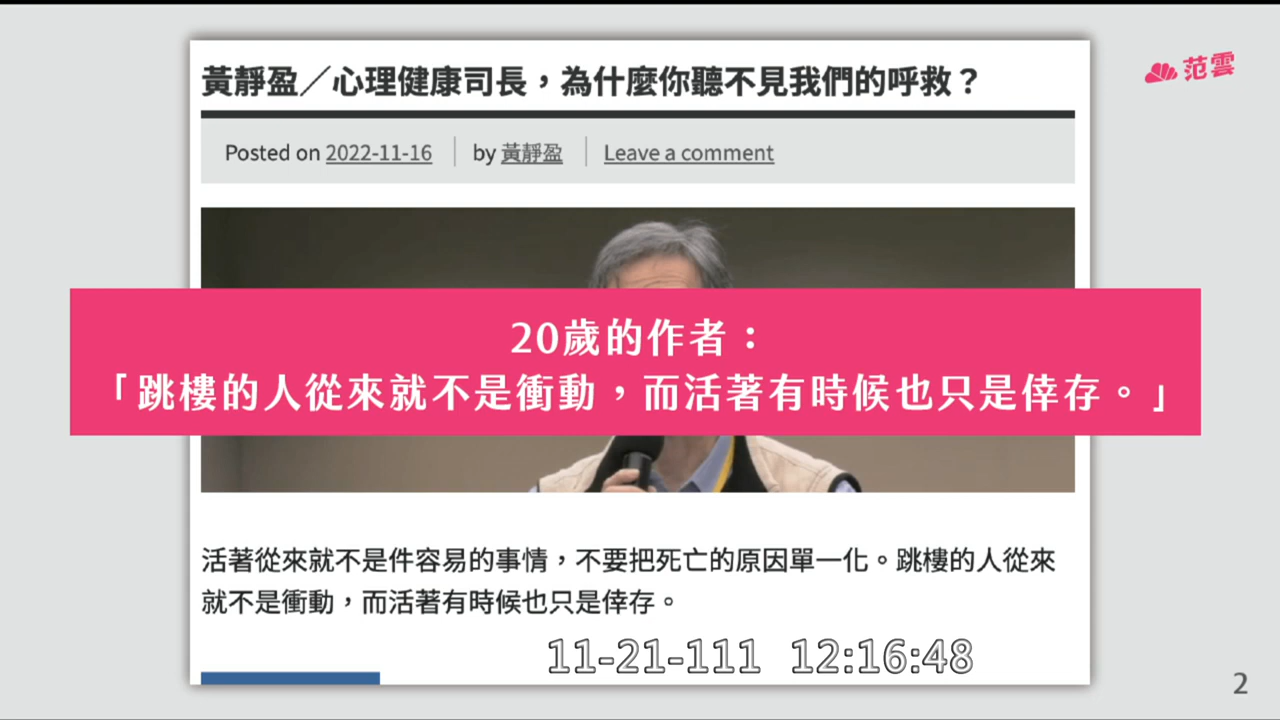 范雲
黃靜盈／心理健康司長，為什麼你聽不見我們的呼救？
Posted on 2022-11-16 by 黃靜盈 Leave a comment
20歲的作者：
「跳樓的人從來就不是衝動，而活著有時候也只是倖存。」
活著從來就不是件容易的事情，不要把死亡的原因單一化。跳樓的人從來
就不是衝動，而活著有時候也只是倖存。
11-21-111 12:16:48
2